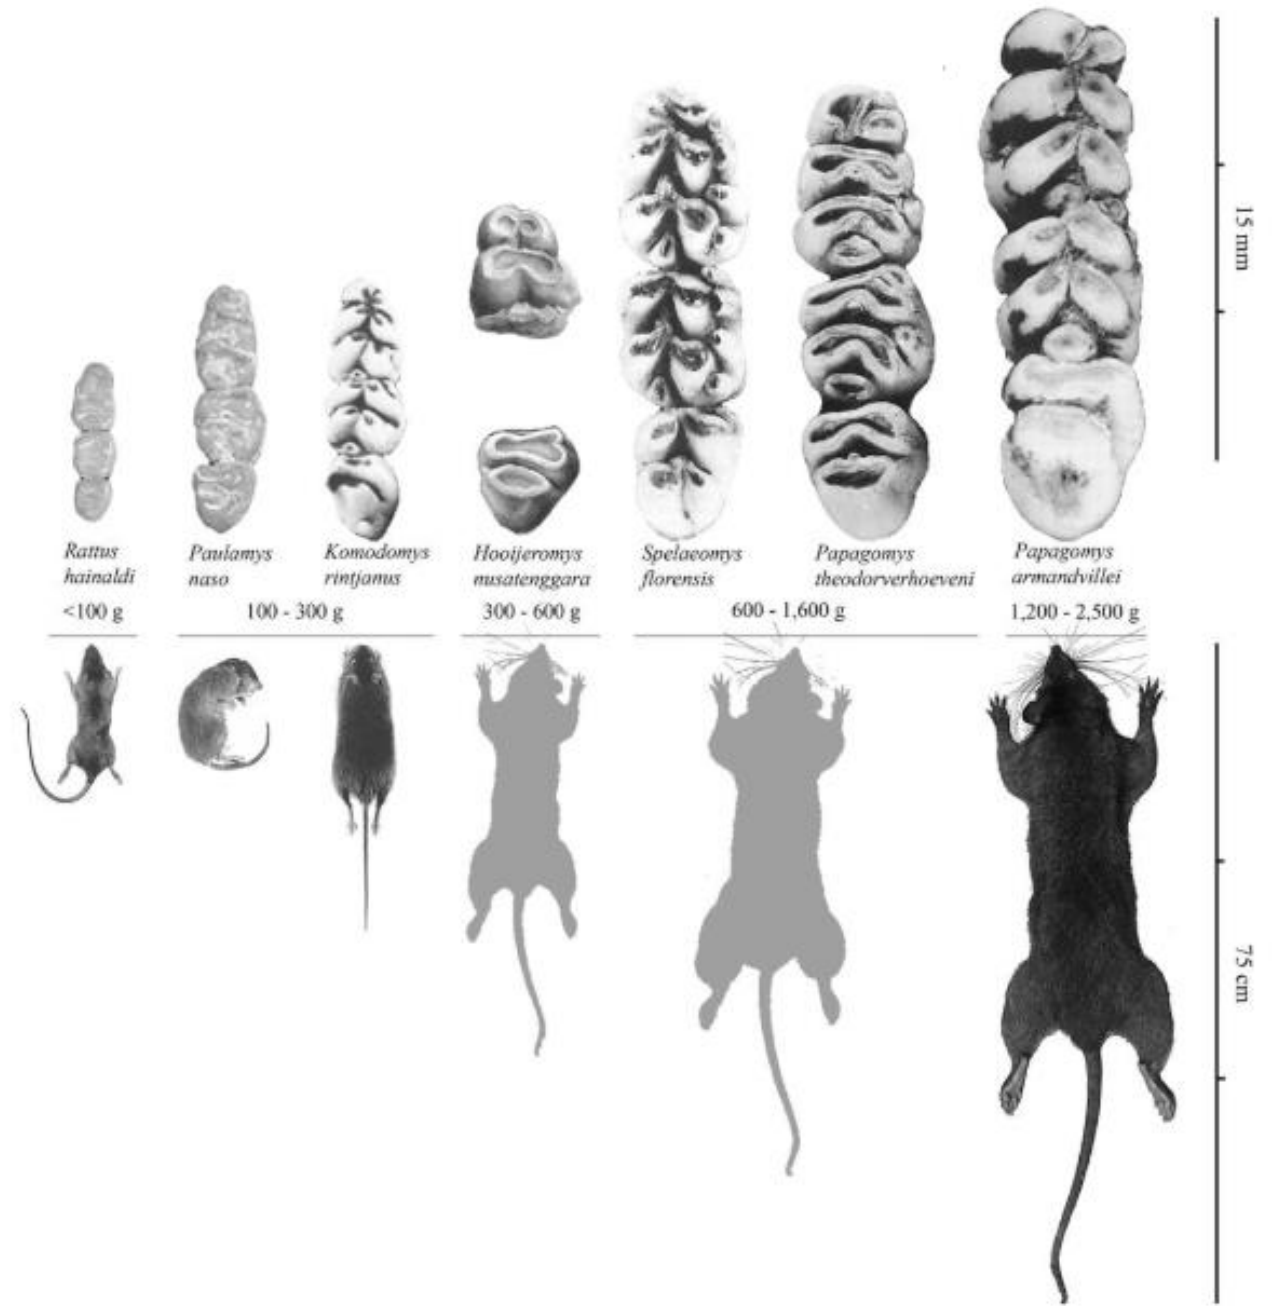 15 mm
Rattus
hainaldi
Paulamys
naso
Komodomys
rintjanus
Hooijeromys
nusatenggara
Spelaeomys
florensis
Papagomys
theodorverhoeveni
Papagomys
armandvillei
<100 g
100 - 300 g
300 - 600 g
600 - 1,600 g
1,200 - 2,500 g
75 cm